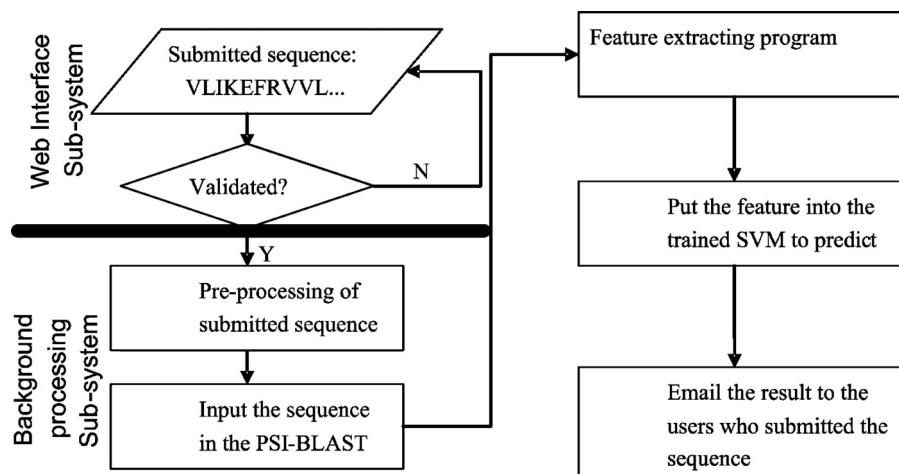 Web Interface
Sub-system
Submitted sequence:
VLIKEFRVVL...
Validated?
N
Y
Background
processing
Sub-system
Pre-processing of
submitted sequence
Input the sequence
in the PSI-BLAST
Feature extracting program
Put the feature into the
trained SVM to predict
Email the result to the
users who submitted the
sequence